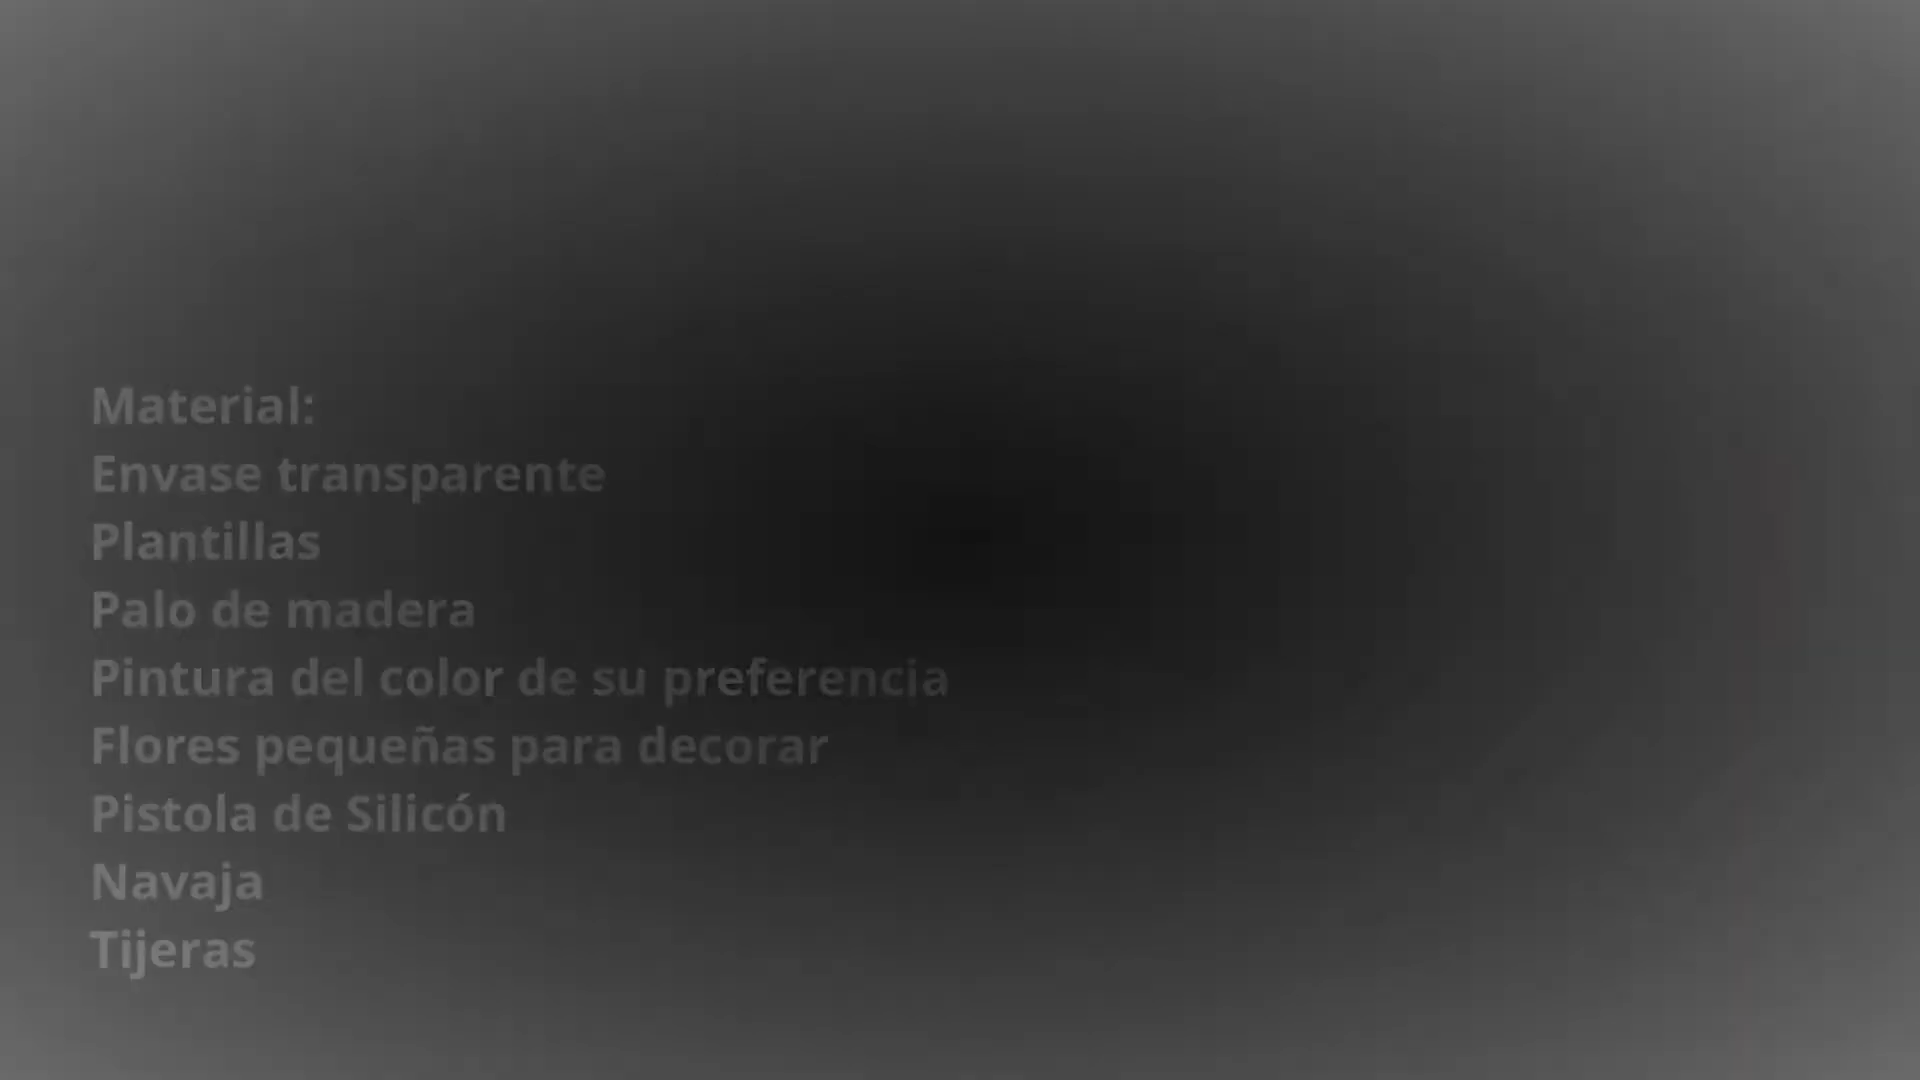 Material:
Envase transparente
Plantillas
Palo de madera
Pintura del color de su preferencia
Flores pequeñas para decorar
Pistola de Silicón
Navaja
Tijeras